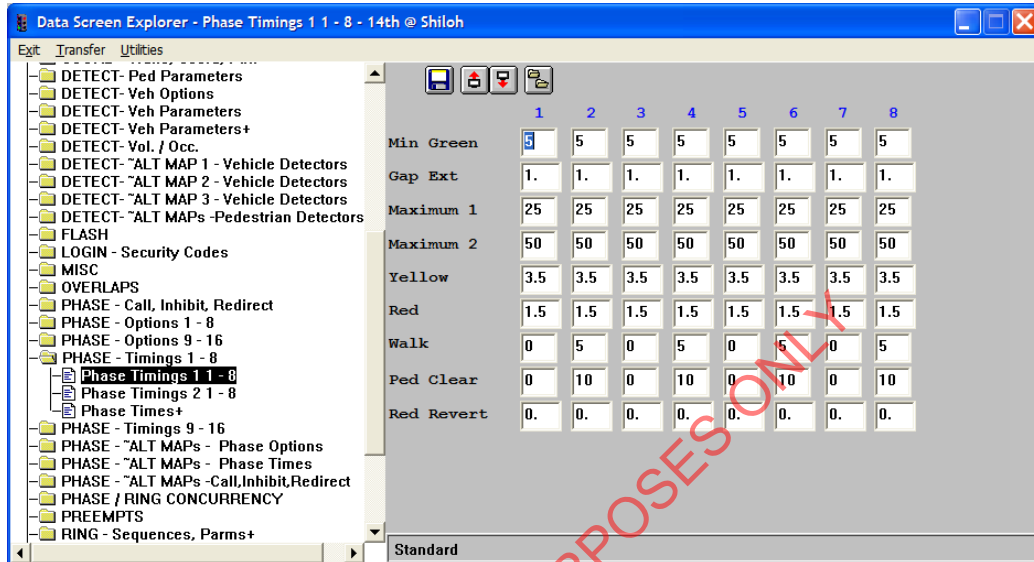 Data Screen Explorer - Phase Timings 1 1 - 8 - 14th @ Shiloh
Exit Transfer Utilities
DETECT- Ped Parameters
DETECT- Veh Options
DETECT- Veh Parameters
DETECT- Veh Parameters+
DETECT- Vol. / Occ.
DETECT- ~ALT MAP 1 - Vehicle Detectors
DETECT- ~ALT MAP 2 - Vehicle Detectors
DETECT- ~ALT MAP 3 - Vehicle Detectors
DETECT- ~ALT MAPs -Pedestrian Detectors
FLASH
LOGIN - Security Codes
MISC
OVERLAPS
PHASE - Call, Inhibit, Redirect
PHASE - Options 1 - 8
PHASE - Options 9 - 16
PHASE - Timings 1 - 8
Phase Timings 1 1 - 8
Phase Timings 2 1 - 8
Phase Times+
PHASE - Timings 9 - 16
PHASE - ~ALT MAPs - Phase Options
PHASE - ~ALT MAPs - Phase Times
PHASE - ~ALT MAPs -Call,Inhibit,Redirect
PHASE / RING CONCURRENCY
PREEMPTS
RING - Sequences, Parms+
1 2 3 4 5 6 7 8
Min Green 5 5 5 5 5 5 5 5
Gap Ext 1. 1. 1. 1. 1. 1. 1. 1.
Maximum 1 25 25 25 25 25 25 25 25
Maximum 2 50 50 50 50 50 50 50 50
Yellow 3.5 3.5 3.5 3.5 3.5 3.5 3.5 3.5
Red 1.5 1.5 1.5 1.5 1.5 1.5 1.5 1.5
Walk 0 5 0 5 0 5 0 5
Ped Clear 0 10 0 10 0 10 0 10
Red Revert 0. 0. 0. 0. 0. 0. 0. 0.
Standard
RPOSES ONLY